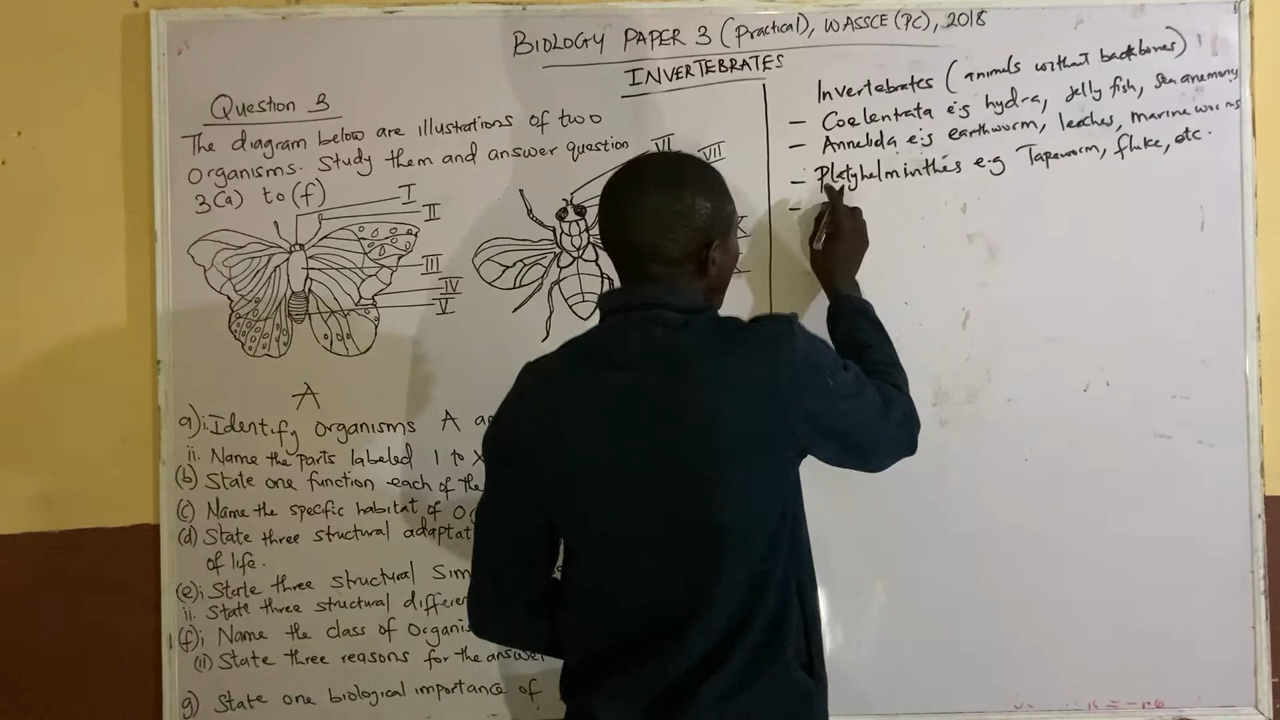 BIOLOGY PAPER 3 (Practical), WASSCE (PC), 2018
INVERTEBRATES
Question 3
The diagram below are illustrations of two
Organisms. Study them and answer question
3(a) to (f)
I
II
III
IV
V
VI
VII
A
a)i. Identify Organisms A
ii. Name the parts labeled 1 to X
(b) State one function each of the
(c) Name the specific habitat of
(d) State three structural
of life.
(e)i State three structural
ii. State three structural
(f)i Name the class of
(ii) State three reasons for the answer
g) State one biological importance of
Invertebrates (animals without backbones)
- Coelentrata e.g hydra, Jelly fish, Sea anemony
- Annelida e.g earthworm, leaches, marine worms
- Platyhelminthes e.g Tapeworm, fluke, etc.
-